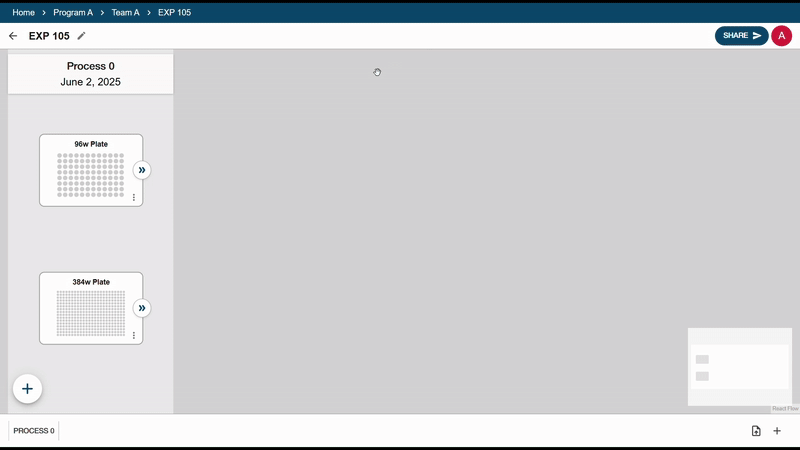 Home > Program A > Team A > EXP 105
EXP 105
SHARE
A
Process 0
June 2, 2025
96w Plate
384w Plate
React Flow
PROCESS 0